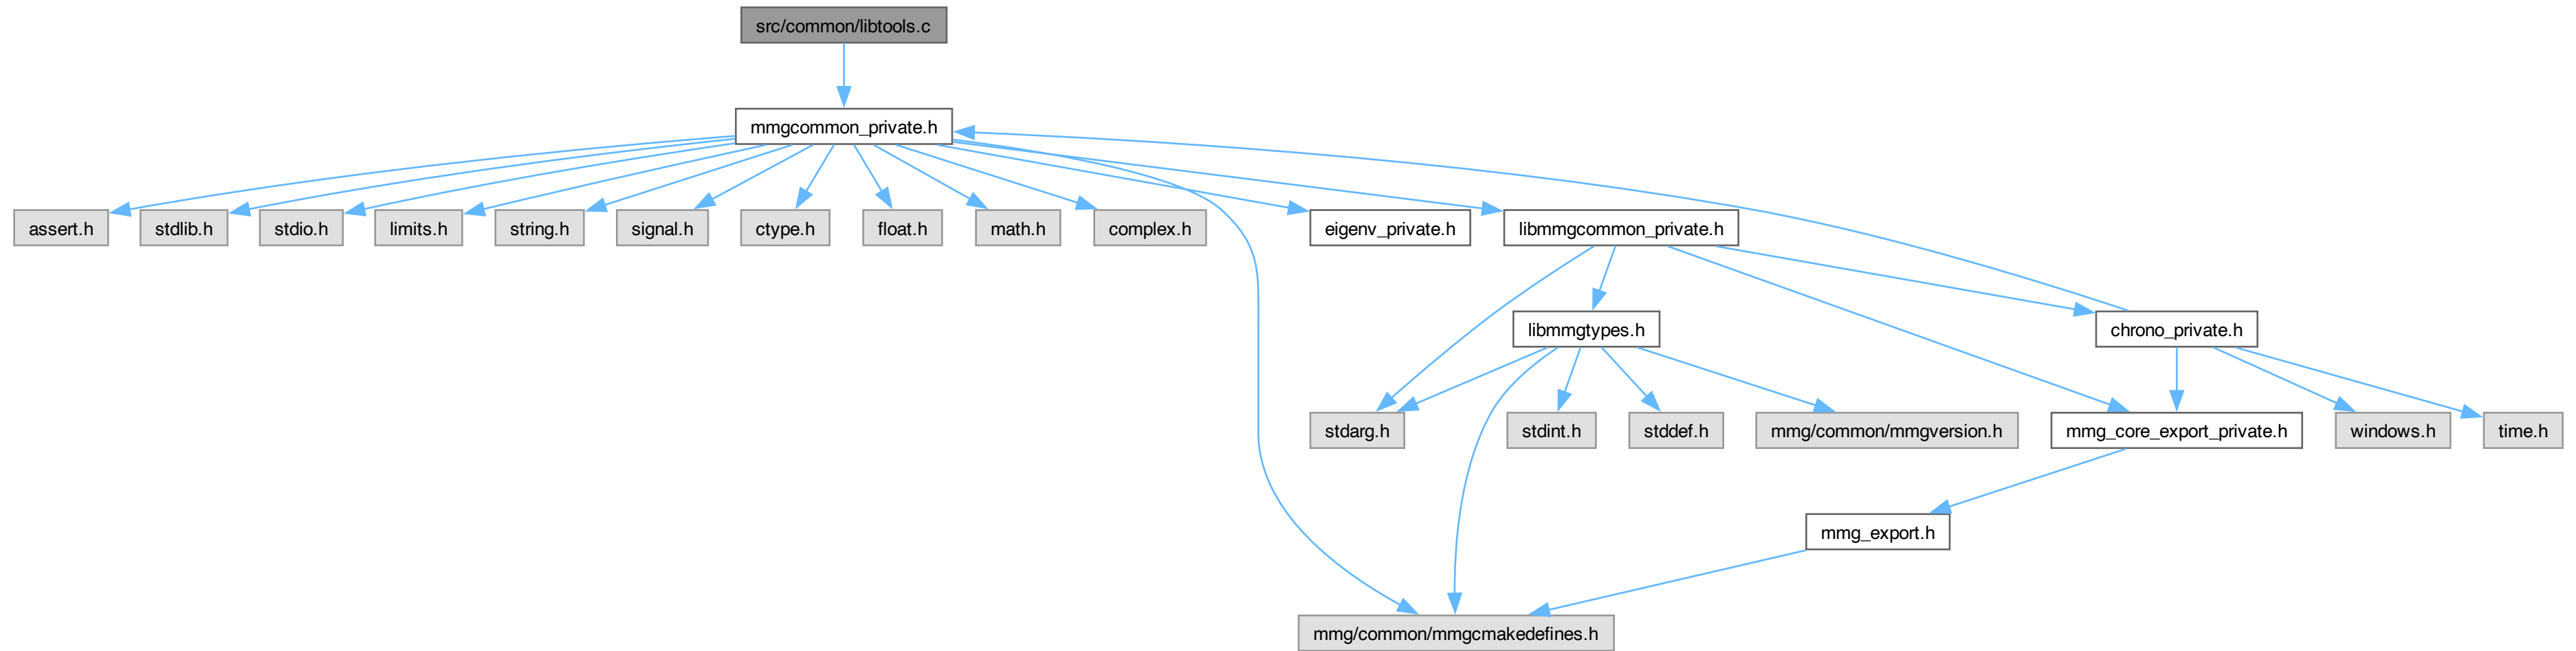 src/common/libtools.c
mmgcommon_private.h
assert.h
stdlib.h
stdio.h
limits.h
string.h
signal.h
ctype.h
float.h
math.h
complex.h
eigenv_private.h
libmmgcommon_private.h
libmmgtypes.h
chrono_private.h
stdarg.h
stdint.h
stddef.h
mmg/common/mmgversion.h
mmg_core_export_private.h
windows.h
time.h
mmg_export.h
mmg/common/mmgcmakedefines.h